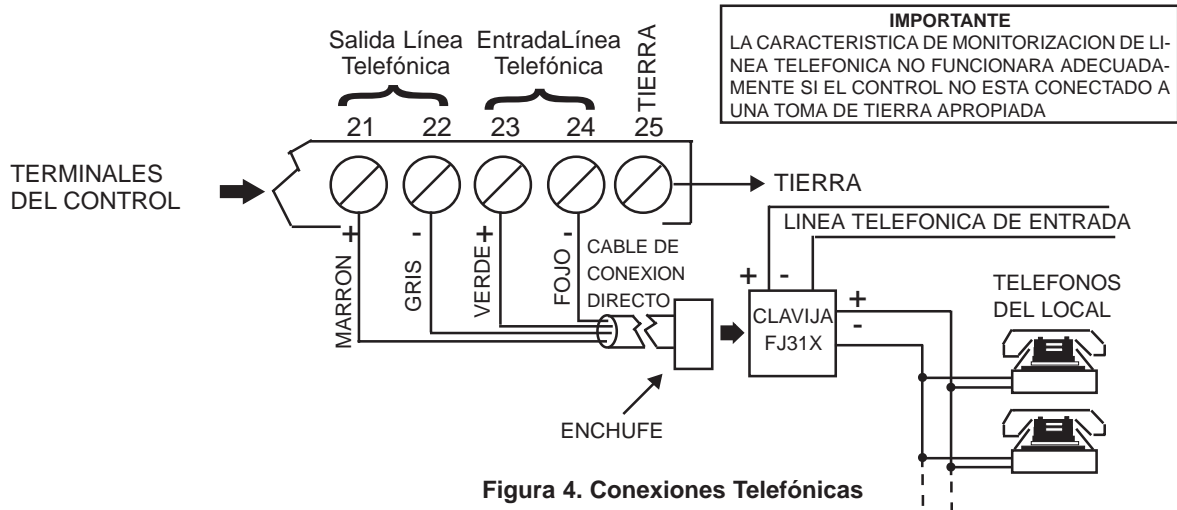 IMPORTANTE
LA CARACTERISTICA DE MONITORIZACION DE LI-
NEA TELEFONICA NO FUNCIONARA ADECUADA-
MENTE SI EL CONTROL NO ESTA CONECTADO A
UNA TOMA DE TIERRA APROPIADA
Salida Línea
Telefónica
EntradaLínea
Telefónica
TIERRA
21 22 23 24 25
TERMINALES
DEL CONTROL
TIERRA
+ - + -
MARRON
GRIS
VERDE
FOJO
CABLE DE
CONEXION
DIRECTO
LINEA TELEFONICA DE ENTRADA
+ -
CLAVIJA
FJ31X
+
-
TELEFONOS
DEL LOCAL
ENCHUFE
Figura 4. Conexiones Telefónicas